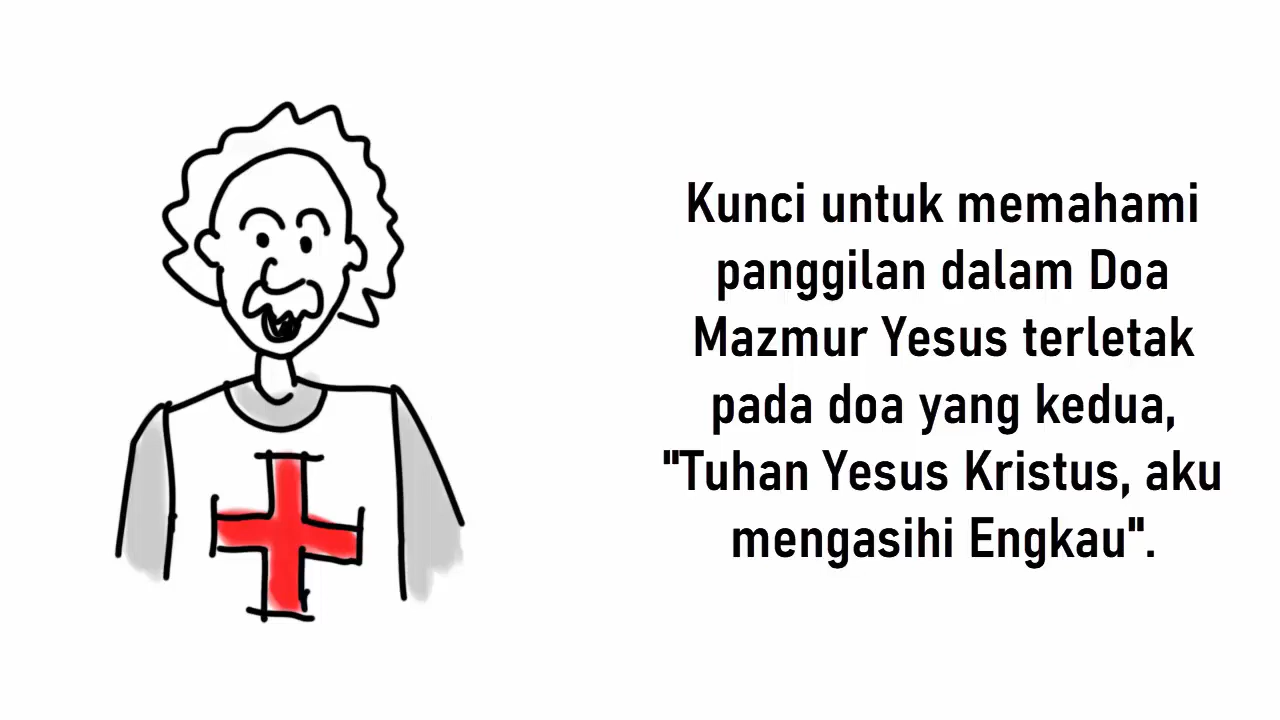 Kunci untuk memahami
panggilan dalam Doa
Mazmur Yesus terletak
pada doa yang kedua,
"Tuhan Yesus Kristus, aku
mengasihi Engkau".